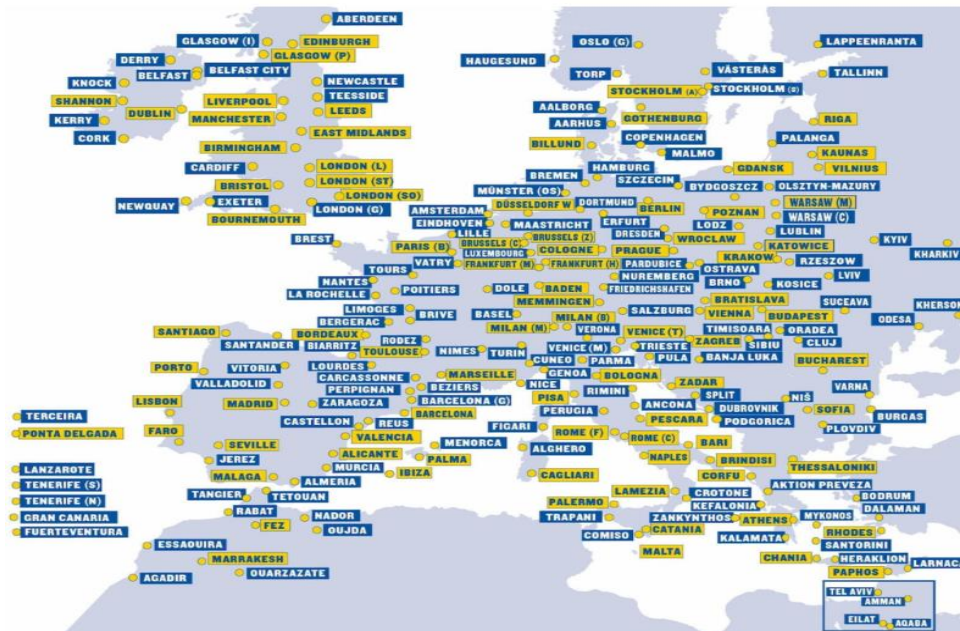 ABERDEEN
GLASGOW (I)
EDINBURGH
GLASGOW (P)
DERRY
BELFAST CITY
BELFAST
KNOCK
NEWCASTLE
TEESSIDE
SHANNON
LIVERPOOL
LEEDS
DUBLIN
MANCHESTER
KERRY
CORK
EAST MIDLANDS
BIRMINGHAM
CARDIFF
LONDON (L)
LONDON (ST)
BRISTOL
LONDON (SO)
NEWQUAY
EXETER
LONDON (G)
BOURNEMOUTH
OSLO (G)
LAPPEENRANTA
HAUGESUND
TORP
VÄSTERÅS
TALLINN
STOCKHOLM (A)
STOCKHOLM (S)
AALBORG
GOTHENBURG
AARHUS
RIGA
COPENHAGEN
PALANGA
BILLUND
MALMO
KAUNAS
HAMBURG
GDANSK
VILNIUS
BREMEN
SZCZECIN
BYDGOSZCZ
OLSZTYN-MAZURY
MÜNSTER (OS)
DÜSSELDORF W
DORTMUND
BERLIN
WARSAW (M)
AMSTERDAM
ERFURT
POZNAN
WARSAW (C)
EINDHOVEN
MAASTRICHT
DRESDEN
LODZ
LUBLIN
LILLE
BRUSSELS (Z)
WROCLAW
KYIV
BREST
PARIS (B)
BRUSSELS (C)
COLOGNE
PRAGUE
KATOWICE
KHARKIV
LUXEMBOURG
KRAKOW
RZESZOW
VATRY
FRANKFURT (M)
FRANKFURT (H)
PARDUBICE
OSTRAVA
LVIV
TOURS
NUREMBERG
BRNO
KOSICE
NANTES
POITIERS
DOLE
BADEN
FRIEDRICHSHAFEN
LA ROCHELLE
MEMMINGEN
BRATISLAVA
SUCEAVA
KHERSON
LIMOGES
BRIVE
BASEL
MILAN (B)
SALZBURG
VIENNA
BUDAPEST
ODESA
BERGERAC
MILAN (M)
VERONA
VENICE (T)
TIMISOARA
ORADEA
SANTIAGO
BORDEAUX
RODEZ
TURIN
TRIESTE
ZAGREB
SIBIU
CLUJ
SANTANDER
BIARRITZ
TOULOUSE
NIMES
VENICE (M)
PULA
BANJA LUKA
BUCHAREST
PORTO
VITORIA
LOURDES
CUNEO
PARMA
CARCASSONNE
MARSEILLE
GENOA
BOLOGNA
VALLADOLID
PERPIGNAN
BEZIERS
NICE
RIMINI
ZADAR
VARNA
LISBON
MADRID
ZARAGOZA
BARCELONA (G)
PISA
SPLIT
NIŠ
BARCELONA
PERUGIA
ANCONA
DUBROVNIK
SOFIA
BURGAS
TERCEIRA
CASTELLON
REUS
FIGARI
PESCARA
PODGORICA
PLOVDIV
PONTA DELGADA
FARO
VALENCIA
ROME (F)
ROME (C)
BARI
SEVILLE
MENORCA
ALGHERO
NAPLES
BRINDISI
THESSALONIKI
JEREZ
ALICANTE
PALMA
LANZAROTE
MURCIA
IBIZA
CAGLIARI
CORFU
AKTION PREVEZA
TENERIFE (S)
MALAGA
ALMERIA
LAMEZIA
CROTONE
BODRUM
TENERIFE (N)
TANGIER
TETOUAN
PALERMO
KEFALONIA
DALAMAN
GRAN CANARIA
RABAT
NADOR
TRAPANI
ZANKYNTHOS
ATHENS
MYKONOS
FUERTEVENTURA
FEZ
OUJDA
COMISO
CATANIA
KALAMATA
RHODES
ESSAOUIRA
MALTA
SANTORINI
MARRAKESH
CHANIA
HERAKLION
LARNACA
AGADIR
OUARZAZATE
PAPHOS
TEL AVIV
AMMAN
EILAT
AQABA